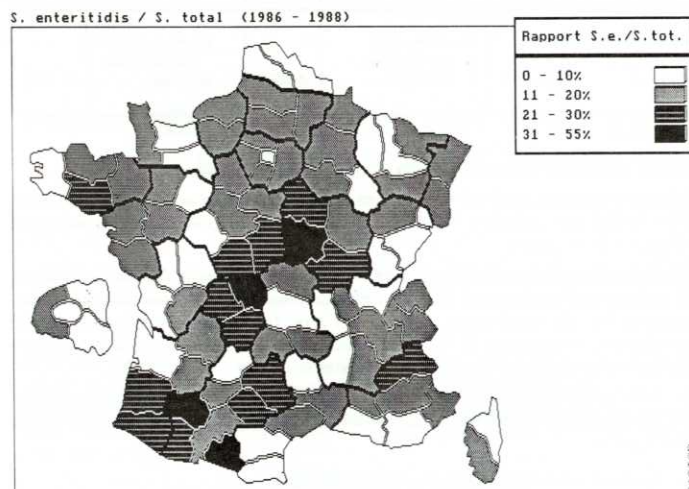 S. enteritidis / S. total (1986 - 1988)
Rapport S.e./S.tot.
0 - 10%
11 - 20%
21 - 30%
31 - 55%